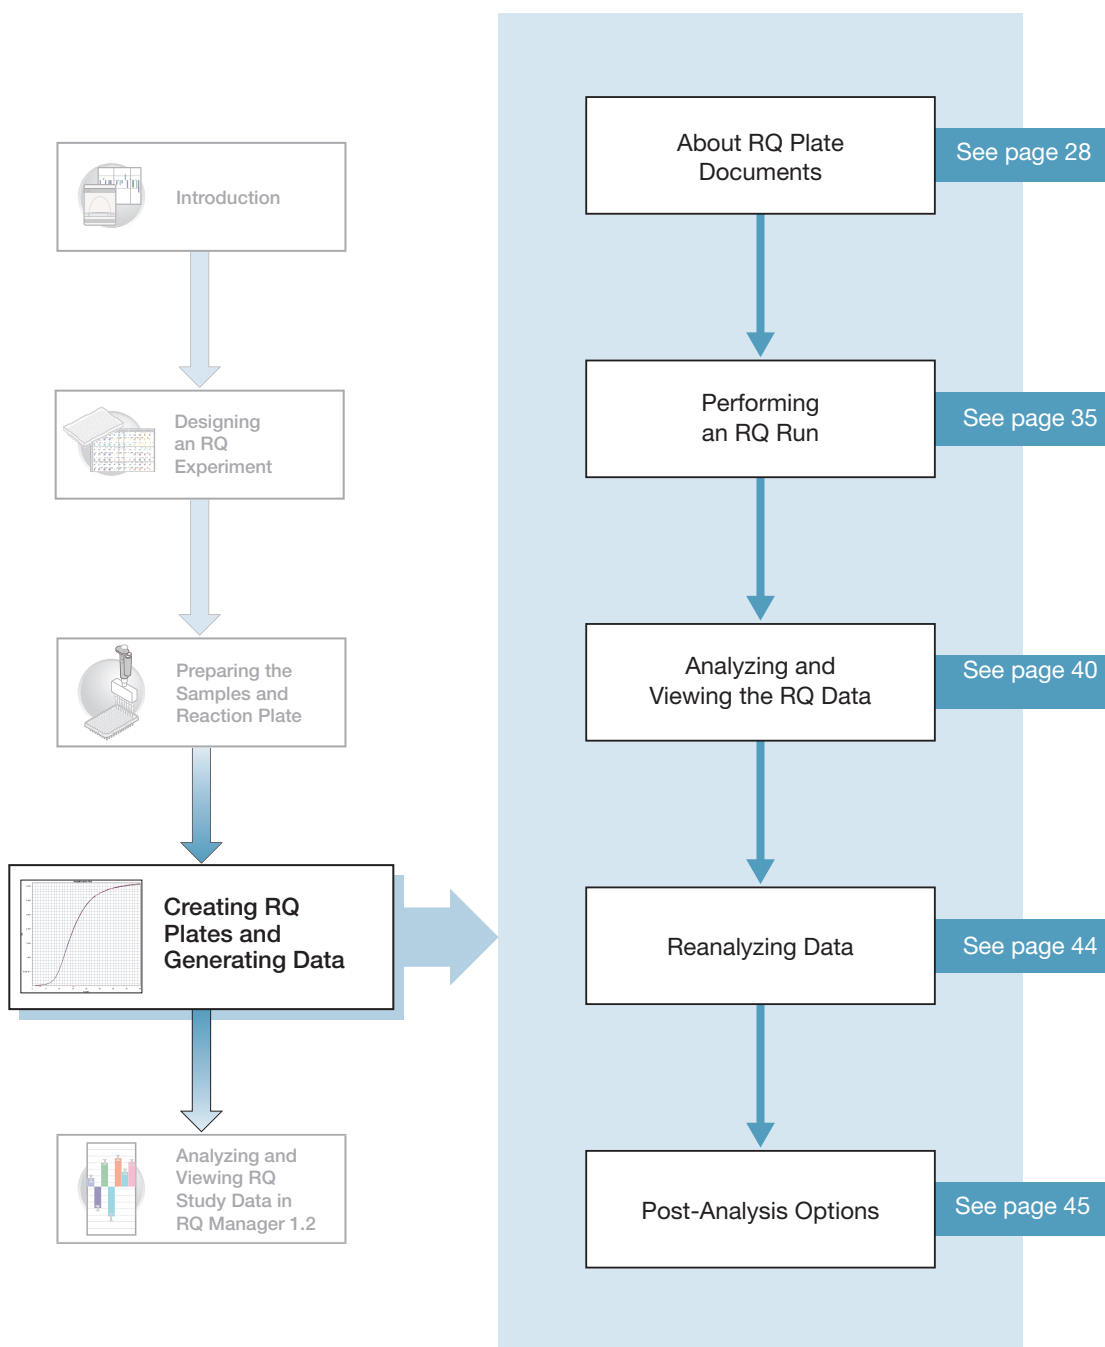 Introduction
Designing
an RQ
Experiment
Preparing the
Samples and
Reaction Plate
Creating RQ
Plates and
Generating Data
Analyzing and
Viewing RQ
Study Data in
RQ Manager 1.2
About RQ Plate
Documents
See page 28
Performing
an RQ Run
See page 35
Analyzing and
Viewing the RQ Data
See page 40
Reanalyzing Data
See page 44
Post-Analysis Options
See page 45